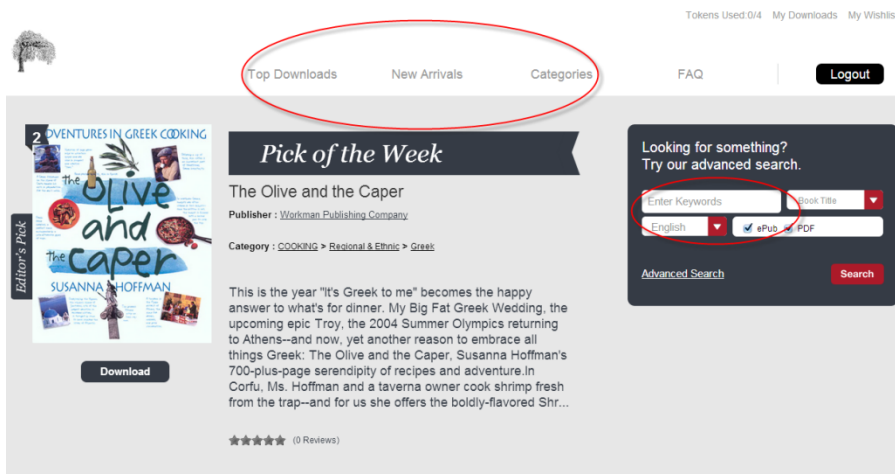 Tokens Used:0/4 My Downloads My Wishlis
Top Downloads New Arrivals Categories FAQ Logout
2
DVENTURES IN GREEK COOKING
the OLIVE
and
the caper
SUSANNA HOFFMAN
Editor's Pick
Download
Pick of the Week
The Olive and the Caper
Publisher : Workman Publishing Company
Category : COOKING > Regional & Ethnic > Greek
This is the year "It's Greek to me" becomes the happy
answer to what's for dinner. My Big Fat Greek Wedding, the
upcoming epic Troy, the 2004 Summer Olympics returning
to Athens--and now, yet another reason to embrace all
things Greek: The Olive and the Caper, Susanna Hoffman's
700-plus-page serendipity of recipes and adventure.In
Corfu, Ms. Hoffman and a taverna owner cook shrimp fresh
from the trap--and for us she offers the boldly-flavored Shr...
(0 Reviews)
Looking for something?
Try our advanced search.
Enter Keywords Book Title
English ePub PDF
Advanced Search Search